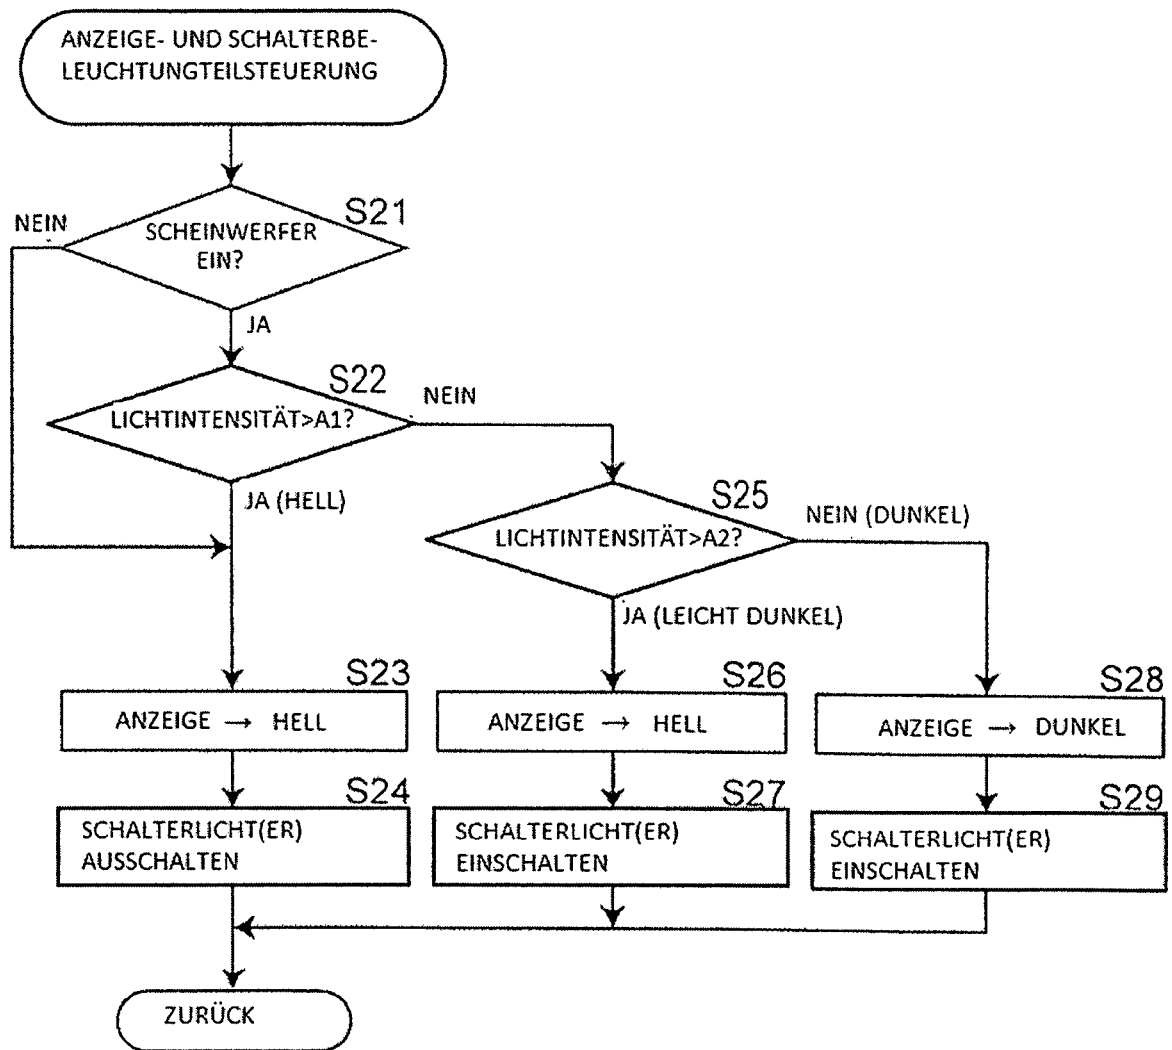 ANZEIGE- UND SCHALTERBE-
LEUCHTUNGTEILSTEUERUNG
S21
NEIN
SCHEINWERFER
EIN?
JA
S22
NEIN
LICHTINTENSITÄT>A1?
JA (HELL)
S25
NEIN (DUNKEL)
LICHTINTENSITÄT>A2?
JA (LEICHT DUNKEL)
S23
ANZEIGE → HELL
S26
ANZEIGE → HELL
S28
ANZEIGE → DUNKEL
S24
SCHALTERLICHT(ER)
AUSSCHALTEN
S27
SCHALTERLICHT(ER)
EINSCHALTEN
S29
SCHALTERLICHT(ER)
EINSCHALTEN
ZURÜCK